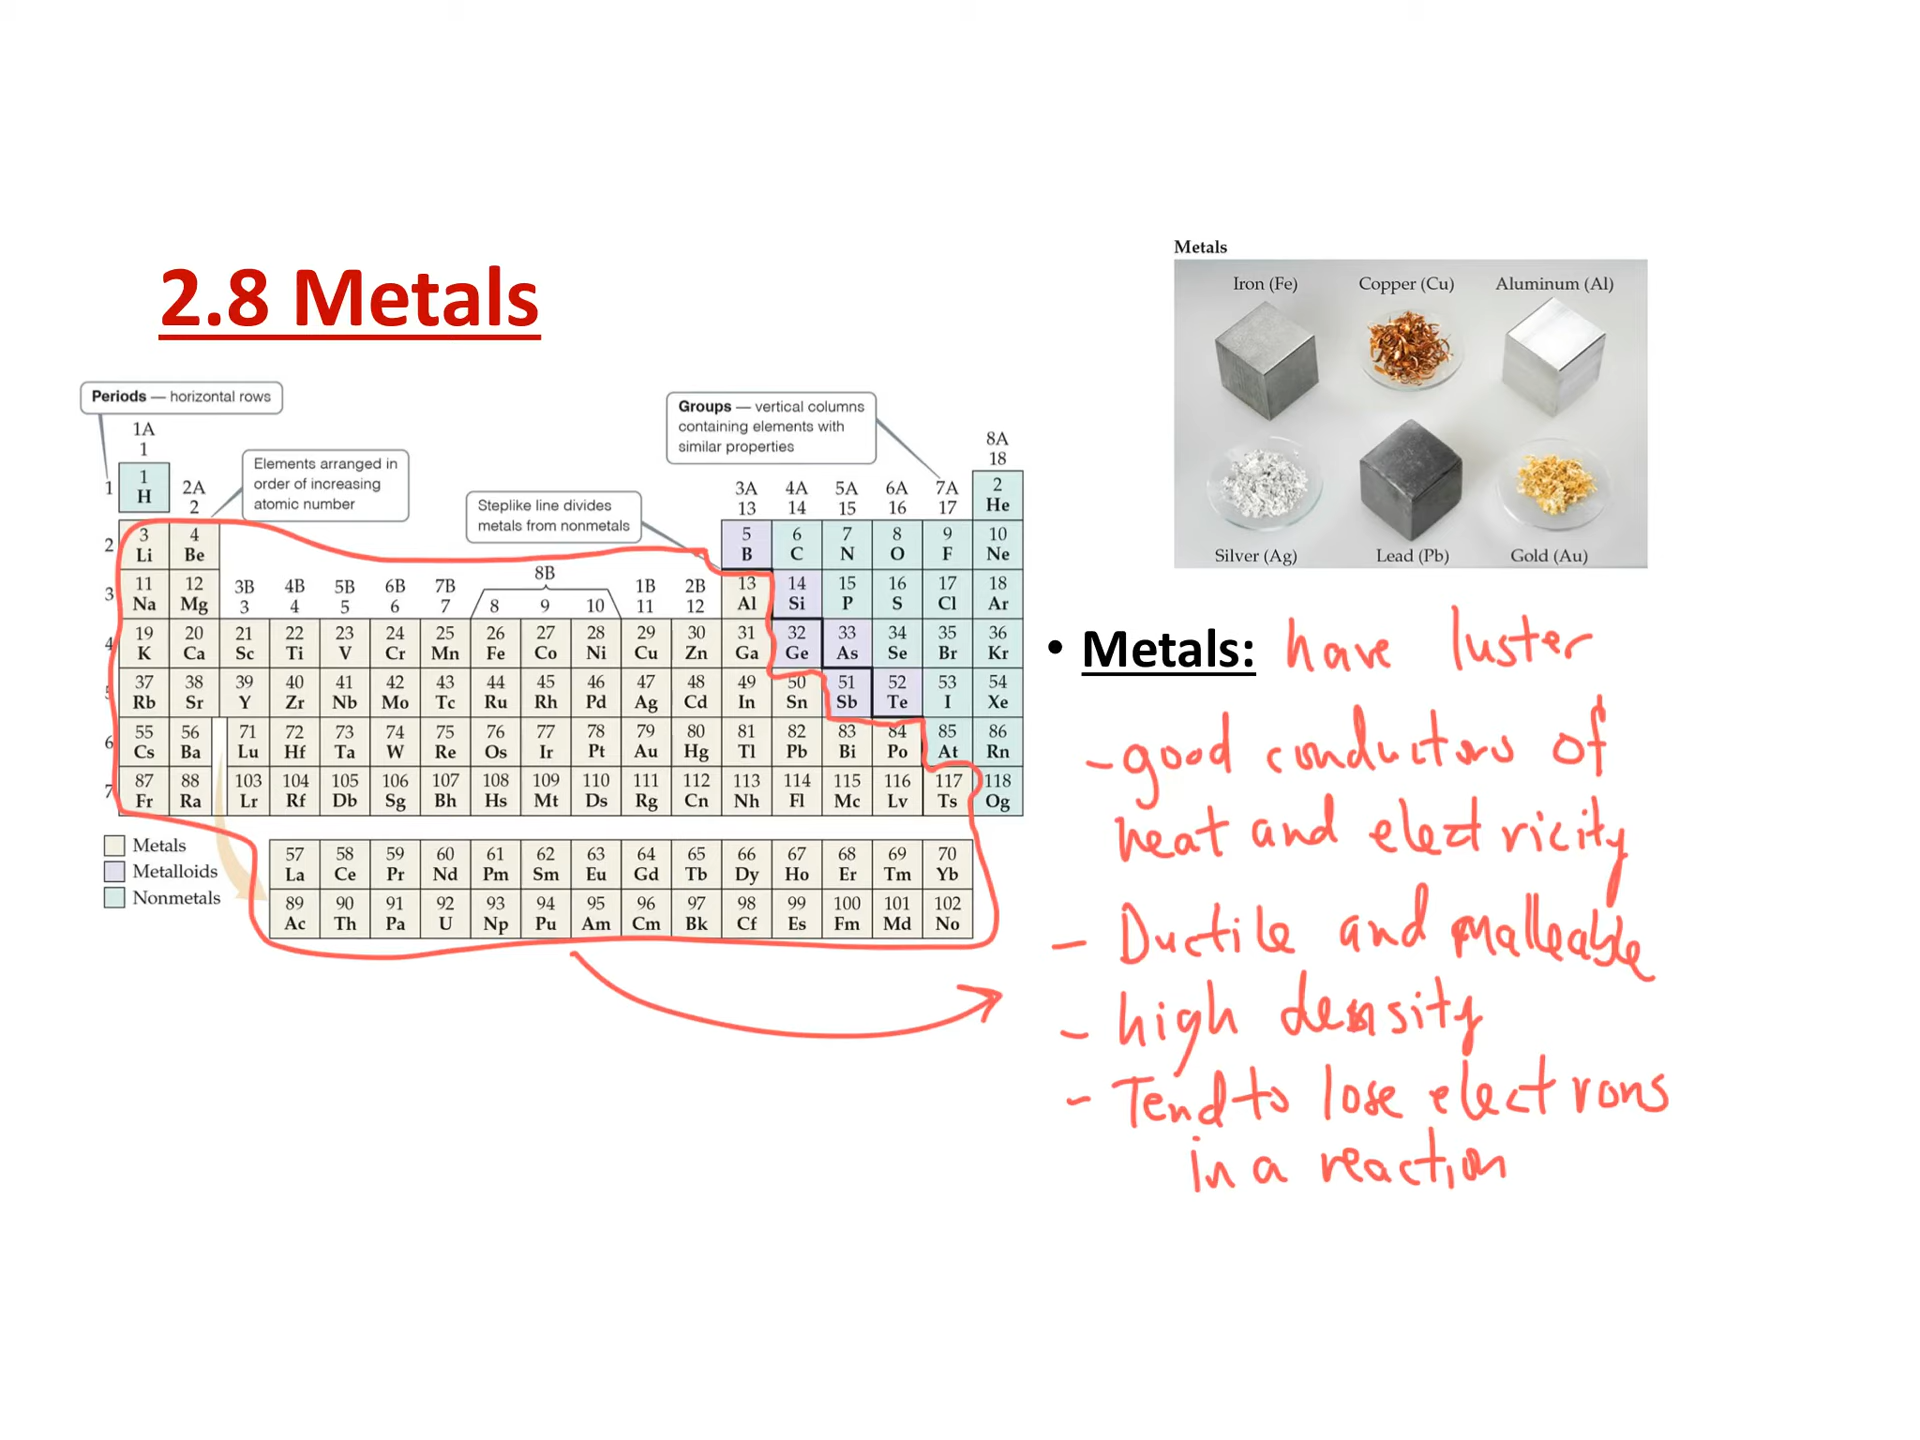 2.8 Metals
Periods — horizontal rows
Elements arranged in
order of increasing
atomic number
Steplike line divides
metals from nonmetals
Groups — vertical columns
containing elements with
similar properties
1A 8A
1 18
2A 3A 4A 5A 6A 7A
2 13 14 15 16 17
3B 4B 5B 6B 7B 8B 1B 2B
3 4 5 6 7 8 9 10 11 12
1 1 2
H He
2 3 4 5 6 7 8 9 10
Li Be B C N O F Ne
3 11 12 13 14 15 16 17 18
Na Mg Al Si P S Cl Ar
4 19 20 21 22 23 24 25 26 27 28 29 30 31 32 33 34 35 36
K Ca Sc Ti V Cr Mn Fe Co Ni Cu Zn Ga Ge As Se Br Kr
5 37 38 39 40 41 42 43 44 45 46 47 48 49 50 51 52 53 54
Rb Sr Y Zr Nb Mo Tc Ru Rh Pd Ag Cd In Sn Sb Te I Xe
6 55 56 71 72 73 74 75 76 77 78 79 80 81 82 83 84 85 86
Cs Ba Lu Hf Ta W Re Os Ir Pt Au Hg Tl Pb Bi Po At Rn
7 87 88 103 104 105 106 107 108 109 110 111 112 113 114 115 116 117 118
Fr Ra Lr Rf Db Sg Bh Hs Mt Ds Rg Cn Nh Fl Mc Lv Ts Og
57 58 59 60 61 62 63 64 65 66 67 68 69 70
La Ce Pr Nd Pm Sm Eu Gd Tb Dy Ho Er Tm Yb
89 90 91 92 93 94 95 96 97 98 99 100 101 102
Ac Th Pa U Np Pu Am Cm Bk Cf Es Fm Md No
Metals
Metalloids
Nonmetals
Metals
Iron (Fe) Copper (Cu) Aluminum (Al)
Silver (Ag) Lead (Pb) Gold (Au)
• Metals: have luster
- good conductors of
heat and electricity
- Ductile and malleable
- high density
- Tend to lose electrons
in a reaction